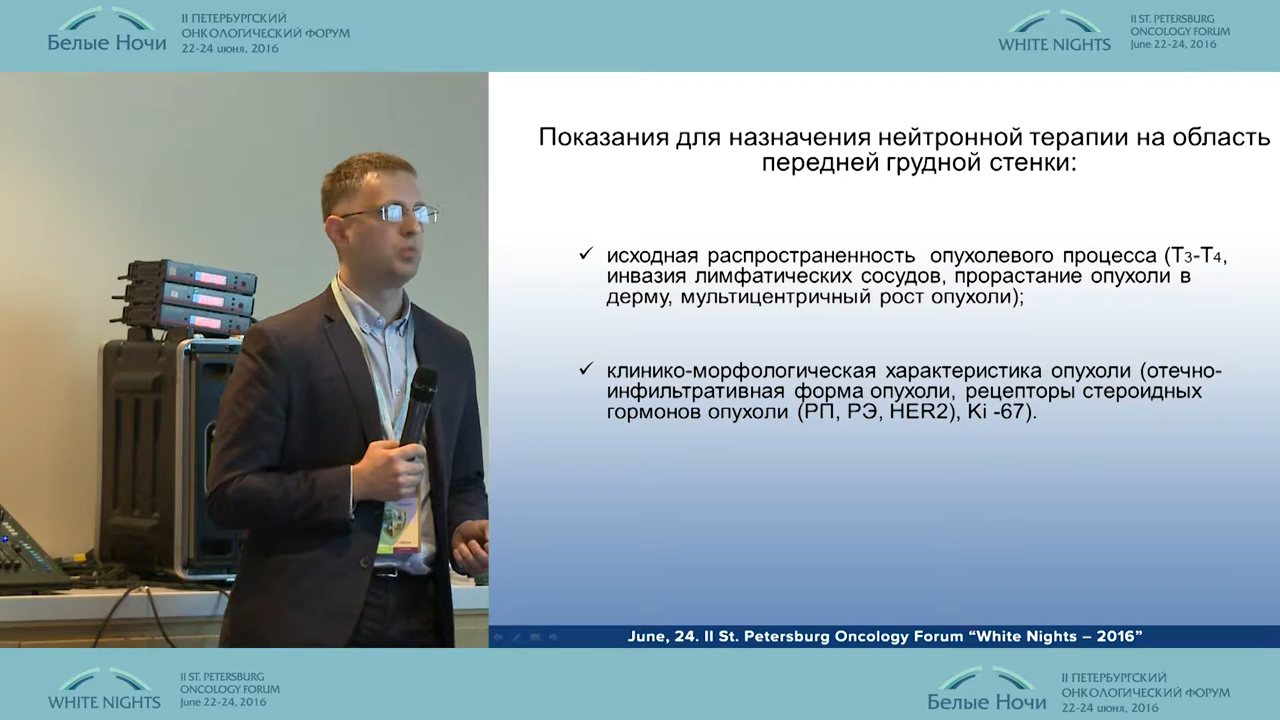 Белые Ночи
II ПЕТЕРБУРГСКИЙ
ОНКОЛОГИЧЕСКИЙ ФОРУМ
22-24 июня, 2016
WHITE NIGHTS
II ST. PETERSBURG
ONCOLOGY FORUM
June 22-24, 2016
Показания для назначения нейтронной терапии на область
передней грудной стенки:
✓ исходная распространенность опухолевого процесса (Т3-Т4,
инвазия лимфатических сосудов, прорастание опухоли в
дерму, мультицентричный рост опухоли);
✓ клинико-морфологическая характеристика опухоли (отечно-
инфильтративная форма опухоли, рецепторы стероидных
гормонов опухоли (РП, РЭ, HER2), Ki -67).
June, 24. II St. Petersburg Oncology Forum “White Nights – 2016”
WHITE NIGHTS
II ST. PETERSBURG
ONCOLOGY FORUM
June 22-24, 2016
Белые Ночи
II ПЕТЕРБУРГСКИЙ
ОНКОЛОГИЧЕСКИЙ ФОРУМ
22-24 июня, 2016